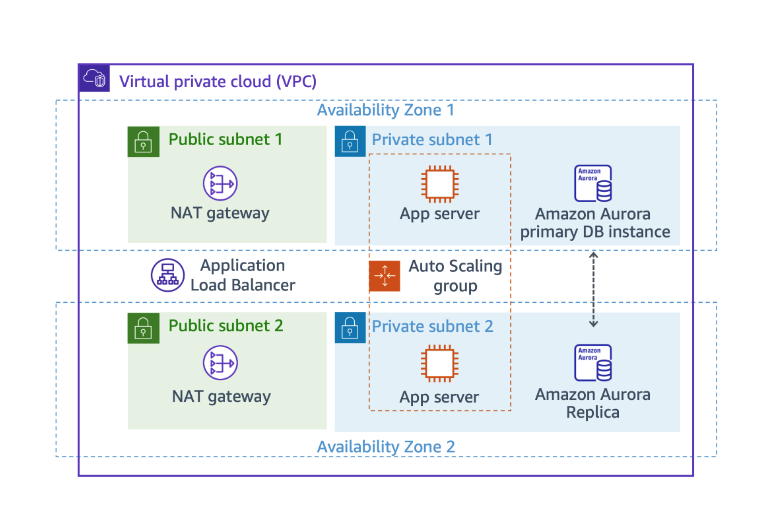 Virtual private cloud (VPC)
Availability Zone 1
Public subnet 1
Private subnet 1
NAT gateway
App server
Amazon
Aurora
Amazon Aurora
primary DB instance
Application
Load Balancer
Auto Scaling
group
Public subnet 2
Private subnet 2
NAT gateway
App server
Amazon
Aurora
Amazon Aurora
Replica
Availability Zone 2